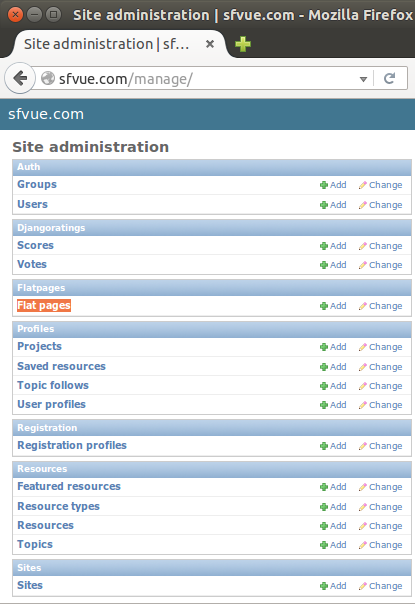 Site administration | sfvue.com - Mozilla Firefox
Site administration | sf...
sfvue.com/manage/
sfvue.com
Site administration
Auth
Groups Add Change
Users Add Change
Djangoratings
Scores Add Change
Votes Add Change
Flatpages
Flat pages Add Change
Profiles
Projects Add Change
Saved resources Add Change
Topic follows Add Change
User profiles Add Change
Registration
Registration profiles Add Change
Resources
Featured resources Add Change
Resource types Add Change
Resources Add Change
Topics Add Change
Sites
Sites Add Change